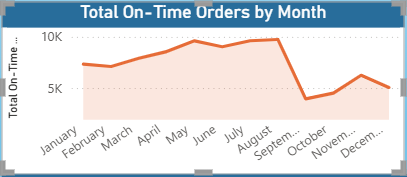 Total On-Time Orders by Month
Total On-Time ...
10K
5K
January
February
March
April
May
June
July
August
Septem...
October
Novem...
Decem...